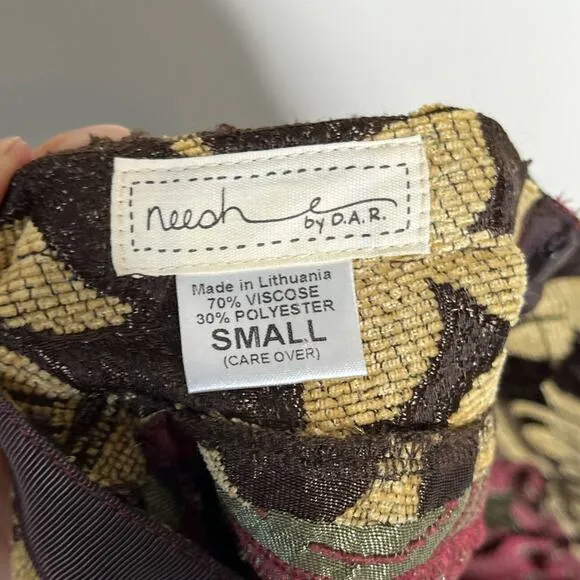 neesh
by D.A.R.
Made in Lithuania
70% VISCOSE
30% POLYESTER
SMALL
(CARE OVER)